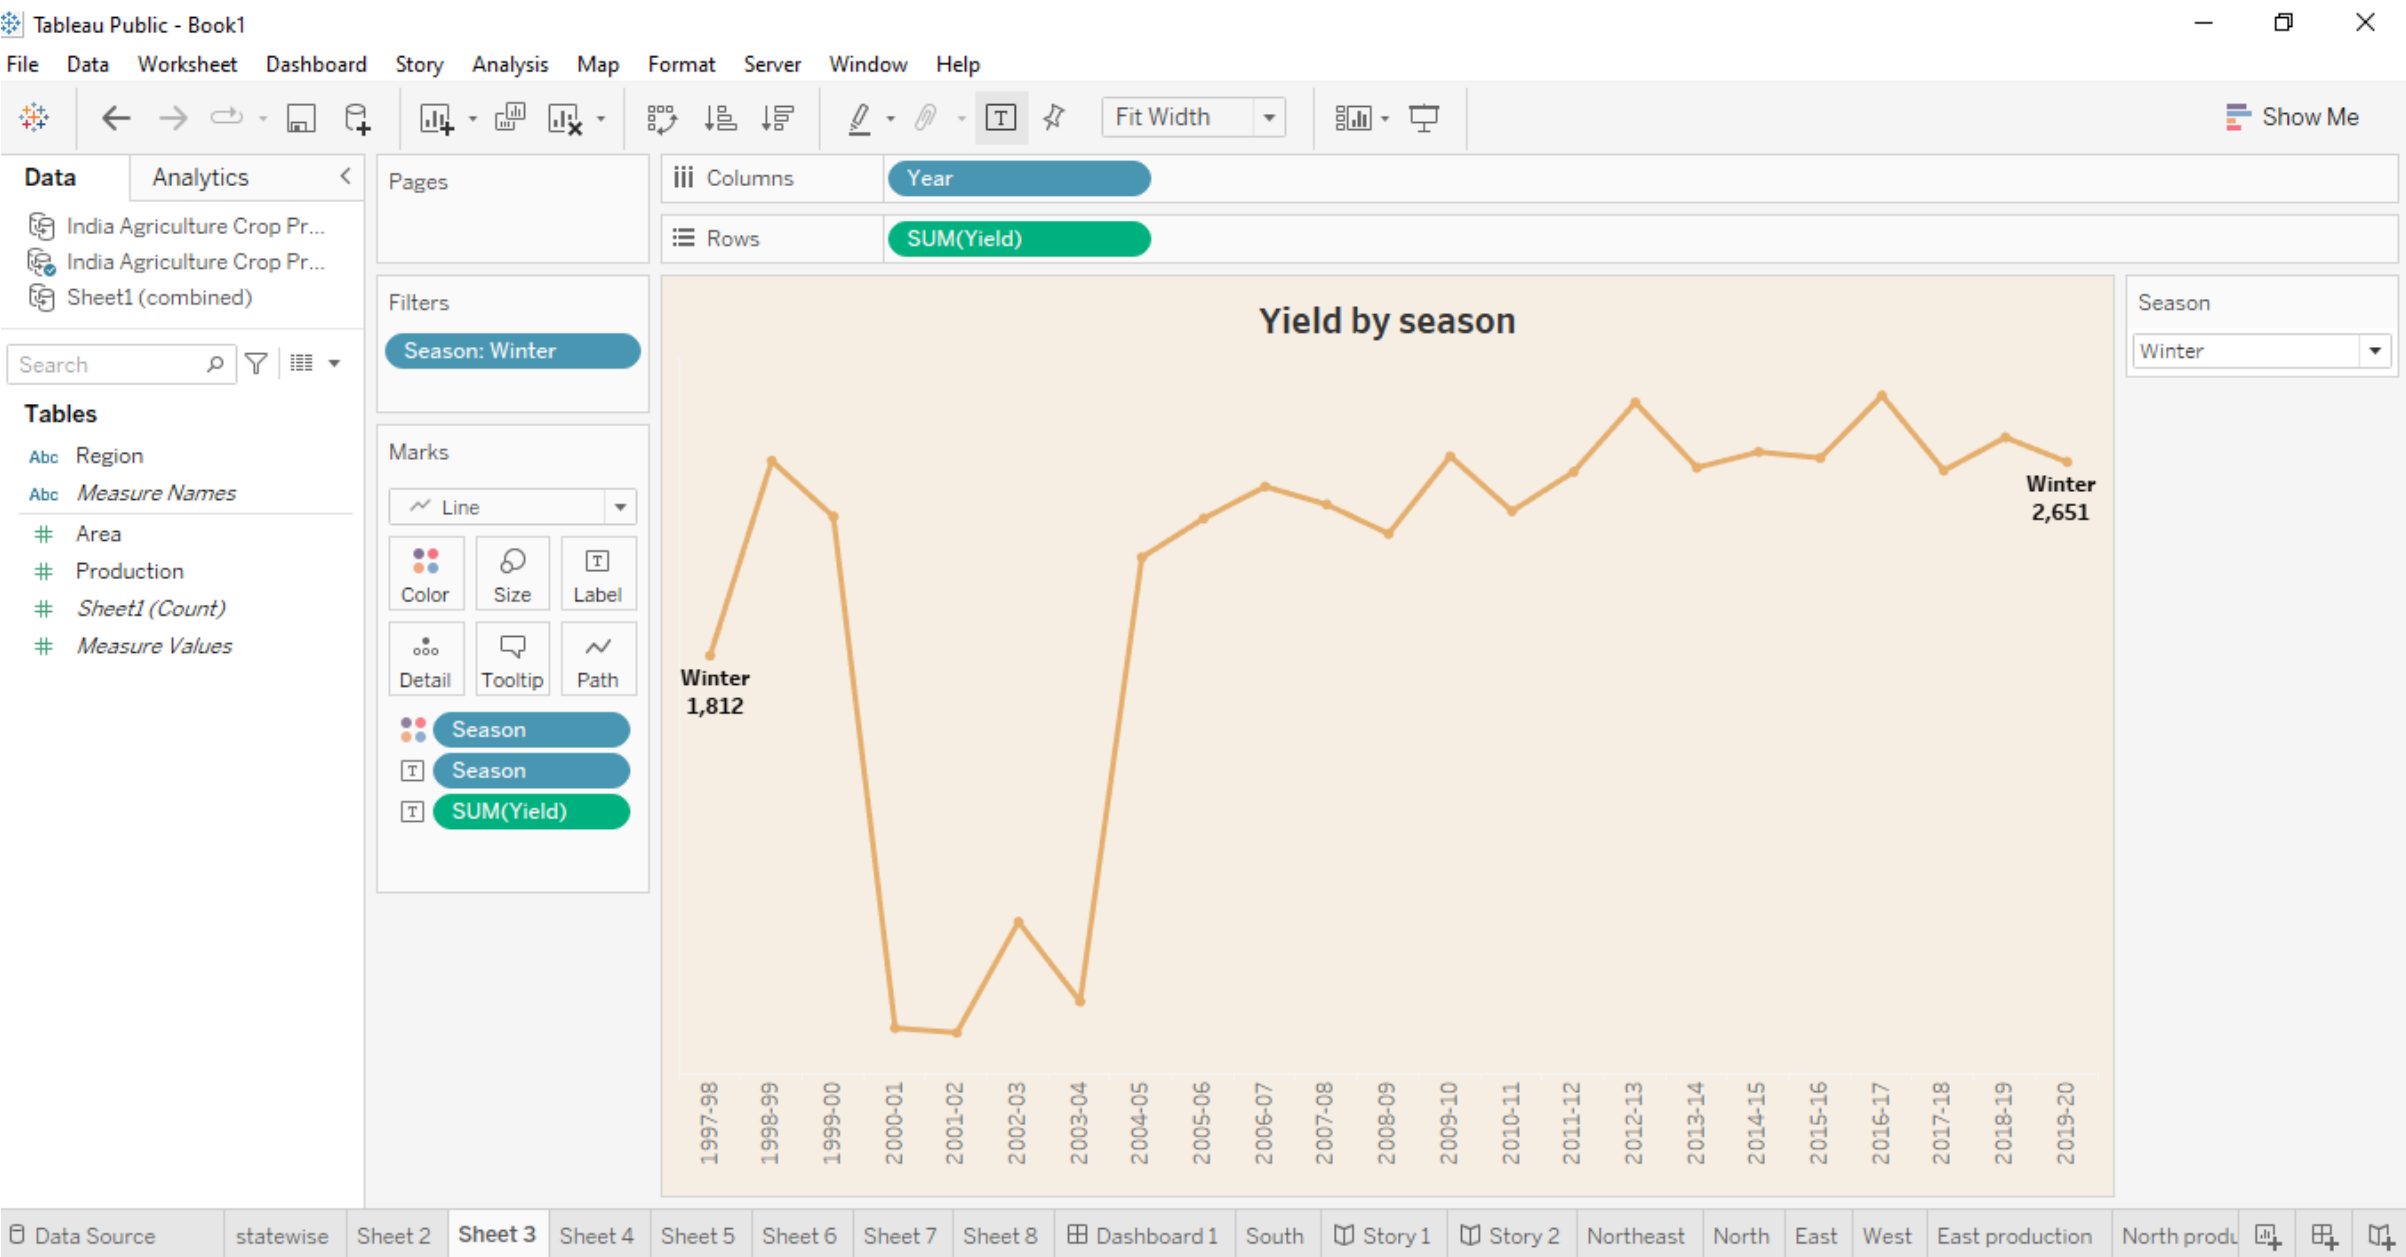 Tableau Public - Book1
File Data Worksheet Dashboard Story Analysis Map Format Server Window Help
Fit Width
Show Me
Data Analytics
India Agriculture Crop Pr...
India Agriculture Crop Pr...
Sheet1 (combined)
Search
Tables
Abc Region
Abc Measure Names
# Area
# Production
# Sheet1 (Count)
# Measure Values
Pages
Filters
Season: Winter
Marks
Line
Color Size Label
Detail Tooltip Path
Season
T Season
T SUM(Yield)
Columns Year
Rows SUM(Yield)
Yield by season
Winter
1,812
Winter
2,651
1997-98
1998-99
1999-00
2000-01
2001-02
2002-03
2003-04
2004-05
2005-06
2006-07
2007-08
2008-09
2009-10
2010-11
2011-12
2012-13
2013-14
2014-15
2015-16
2016-17
2017-18
2018-19
2019-20
Season
Winter
Data Source statewise Sheet 2 Sheet 3 Sheet 4 Sheet 5 Sheet 6 Sheet 7 Sheet 8 Dashboard 1 South Story 1 Story 2 Northeast North East West East production North produ